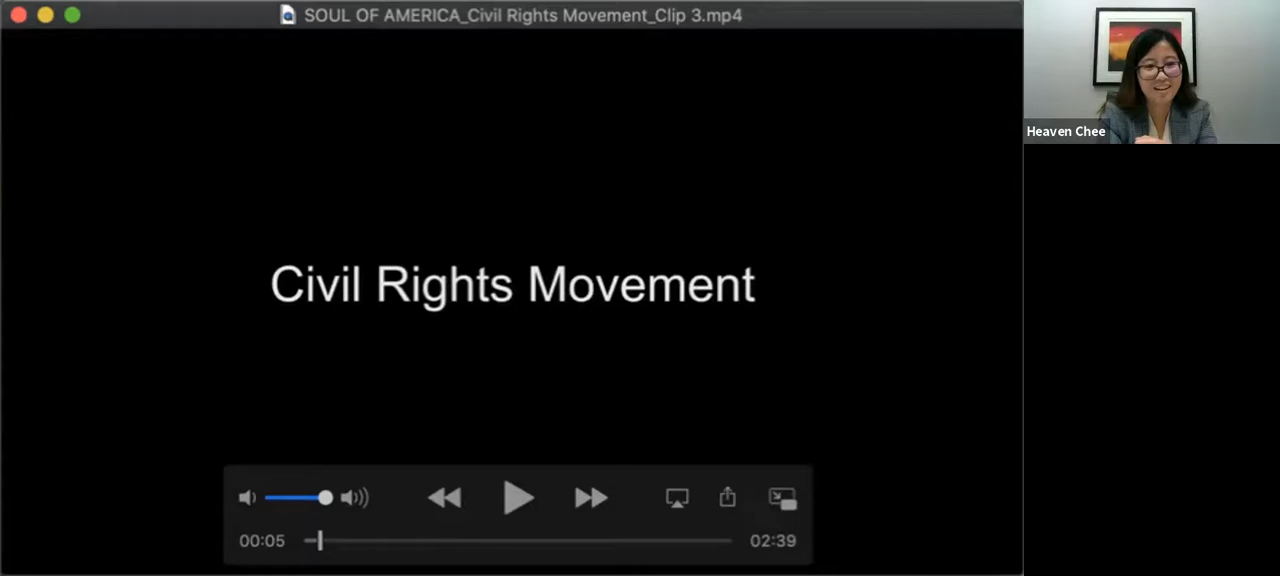 SOUL OF AMERICA_Civil Rights Movement_Clip 3.mp4
Heaven Chee
Civil Rights Movement
00:05
02:39